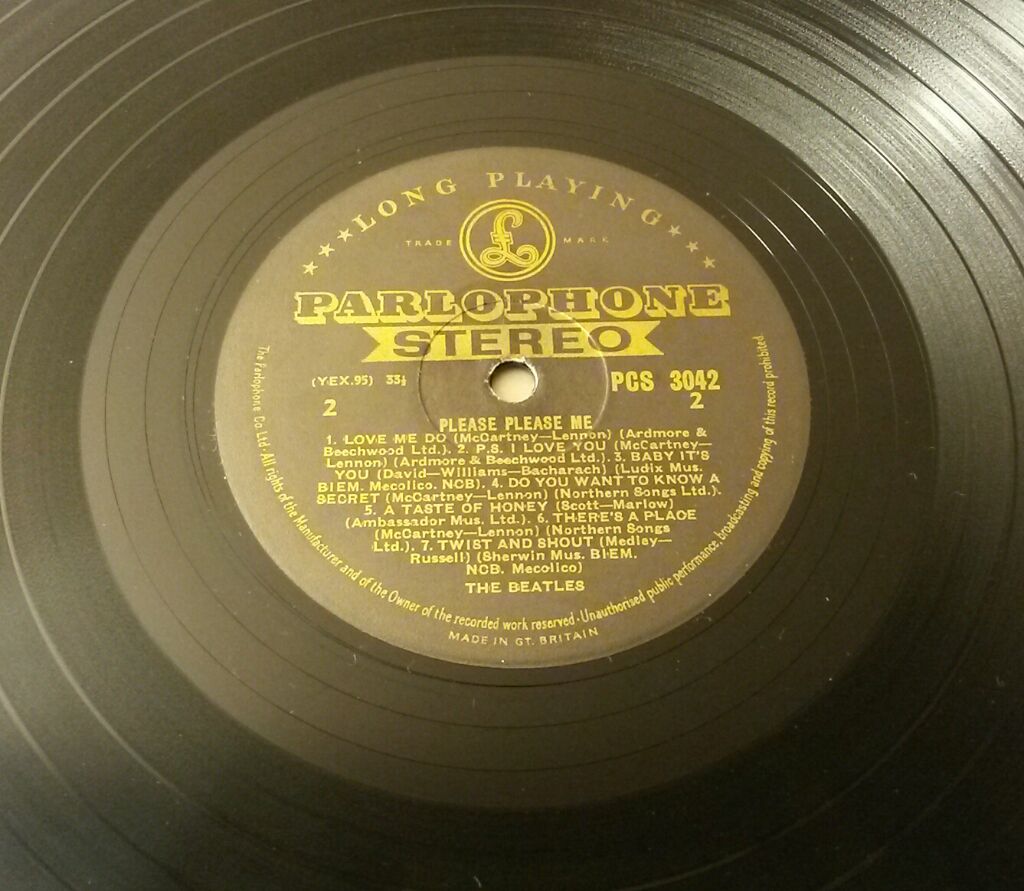 ★ ★ ★ LONG PLAYING ★ ★ ★
TRADE £ MARK
PARLOPHONE
STEREO
(YEX.95) 33⅓ PCS 3042
2 2
PLEASE PLEASE ME
1. LOVE ME DO (McCartney—Lennon) (Ardmore &
Beechwood Ltd.). 2. P.S. I LOVE YOU (McCartney—
Lennon) (Ardmore & Beechwood Ltd.). 3. BABY IT'S
YOU (David—Williams—Bacharach) (Ludix Mus.
BIEM. Mecolico. NCB). 4. DO YOU WANT TO KNOW A
SECRET (McCartney—Lennon) (Northern Songs Ltd.).
5. A TASTE OF HONEY (Scott—Marlow)
(Ambassador Mus. Ltd.). 6. THERE'S A PLACE
(McCartney—Lennon) (Northern Songs
Ltd.). 7. TWIST AND SHOUT (Medley—
Russell) (Sherwin Mus. BIEM.
NCB. Mecolico)
THE BEATLES
The Parlophone Co. Ltd. · All rights of the Manufacturer and of the Owner of the recorded work reserved · Unauthorised public performance, broadcasting and copying of this record prohibited
MADE IN GT. BRITAIN